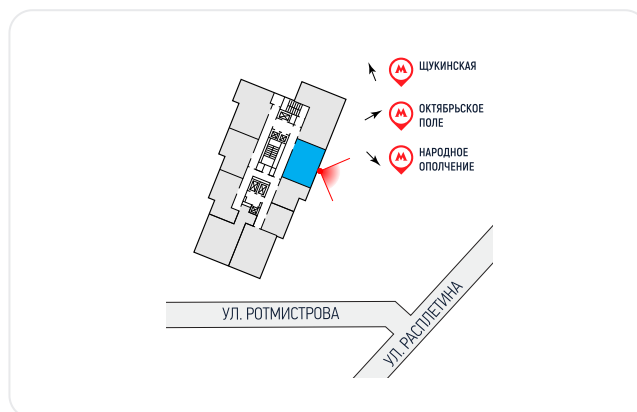 ЩУКИНСКАЯ
ОКТЯБРЬСКОЕ
ПОЛЕ
НАРОДНОЕ
ОПОЛЧЕНИЕ
УЛ. РОТМИСТРОВА
УЛ. РАСПЛЕТИНА